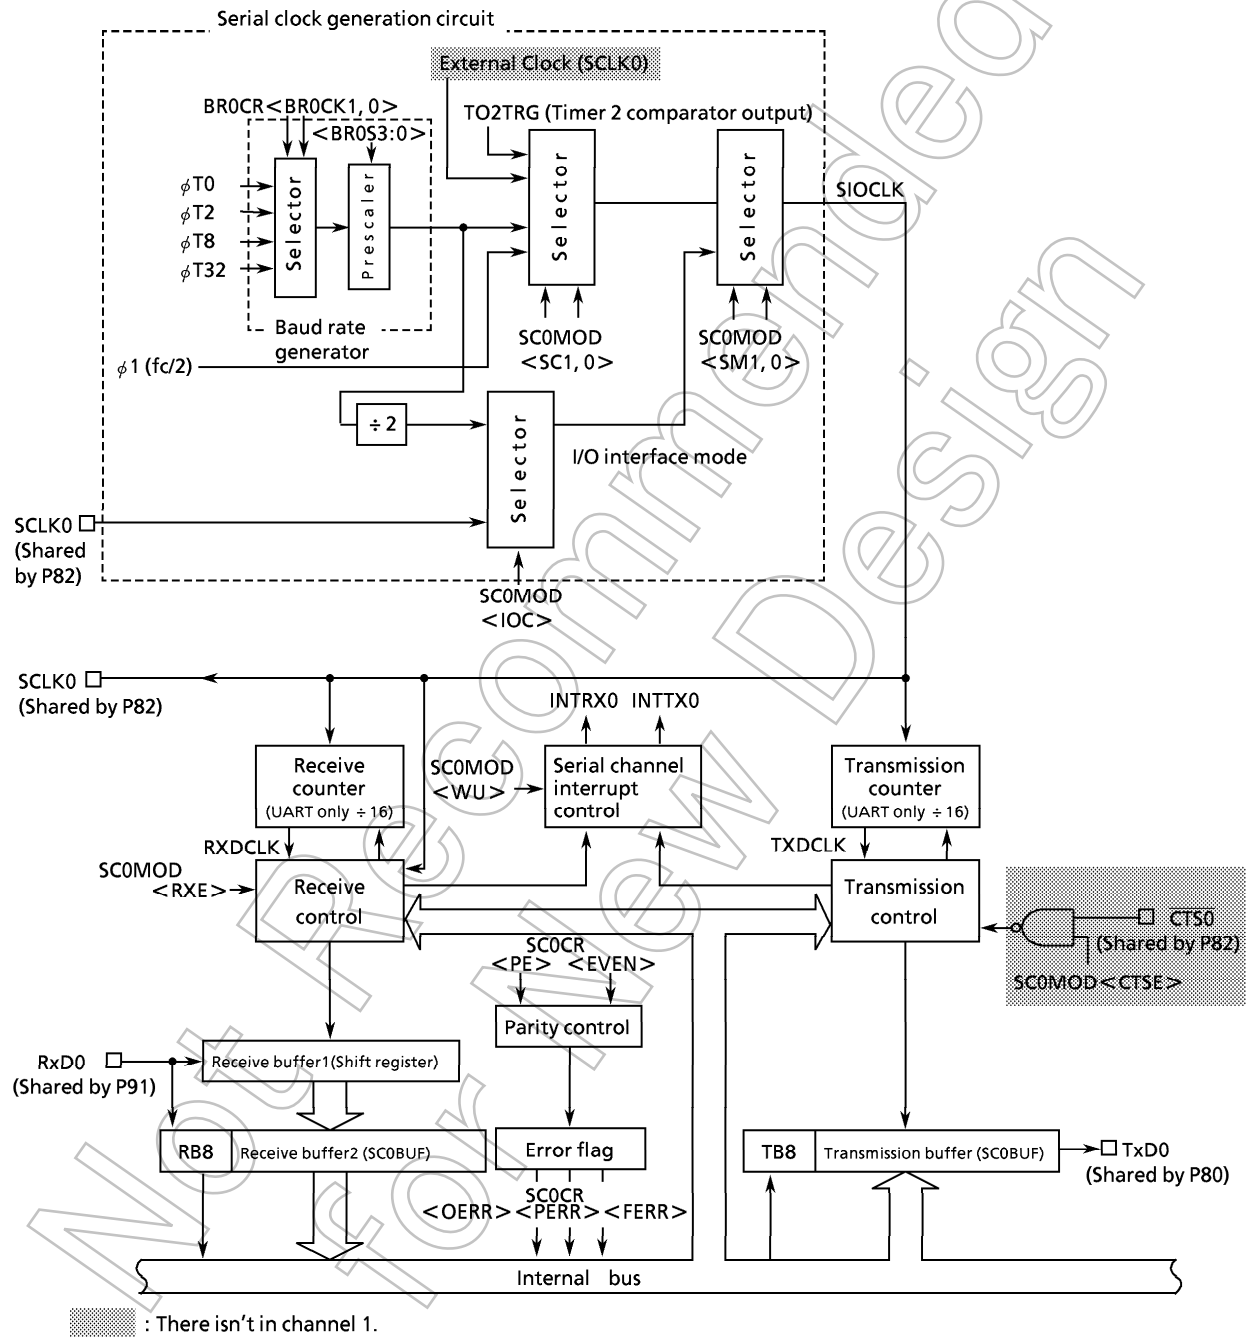 Serial clock generation circuit
External Clock (SCLK0)
BR0CR<BR0CK1, 0>
TO2TRG (Timer 2 comparator output)
<BR0S3:0>
ϕT0
ϕT2
ϕT8
ϕT32
Selector
Prescaler
Selector
Selector
SIOCLK
Baud rate
generator
SC0MOD
<SC1, 0>
SC0MOD
<SM1, 0>
ϕ1 (fc/2)
÷2
Selector
I/O interface mode
SCLK0
(Shared
by P82)
SC0MOD
<IOC>
SCLK0
(Shared by P82)
INTRX0 INTTX0
Receive
counter
(UART only ÷16)
SC0MOD
<WU>
Serial channel
interrupt
control
Transmission
counter
(UART only ÷16)
RXDCLK
TXDCLK
SC0MOD
<RXE>
Receive
control
Transmission
control
CTS0
(Shared by P82)
SC0MOD<CTSE>
SC0CR
<PE> <EVEN>
Parity control
RxD0
(Shared by P91)
Receive buffer1(Shift register)
RB8 Receive buffer2 (SC0BUF)
Error flag
TB8 Transmission buffer (SC0BUF)
TxD0
(Shared by P80)
SC0CR
<OERR> <PERR> <FERR>
Internal bus
: There isn't in channel 1.
Not Recommended
for New Design